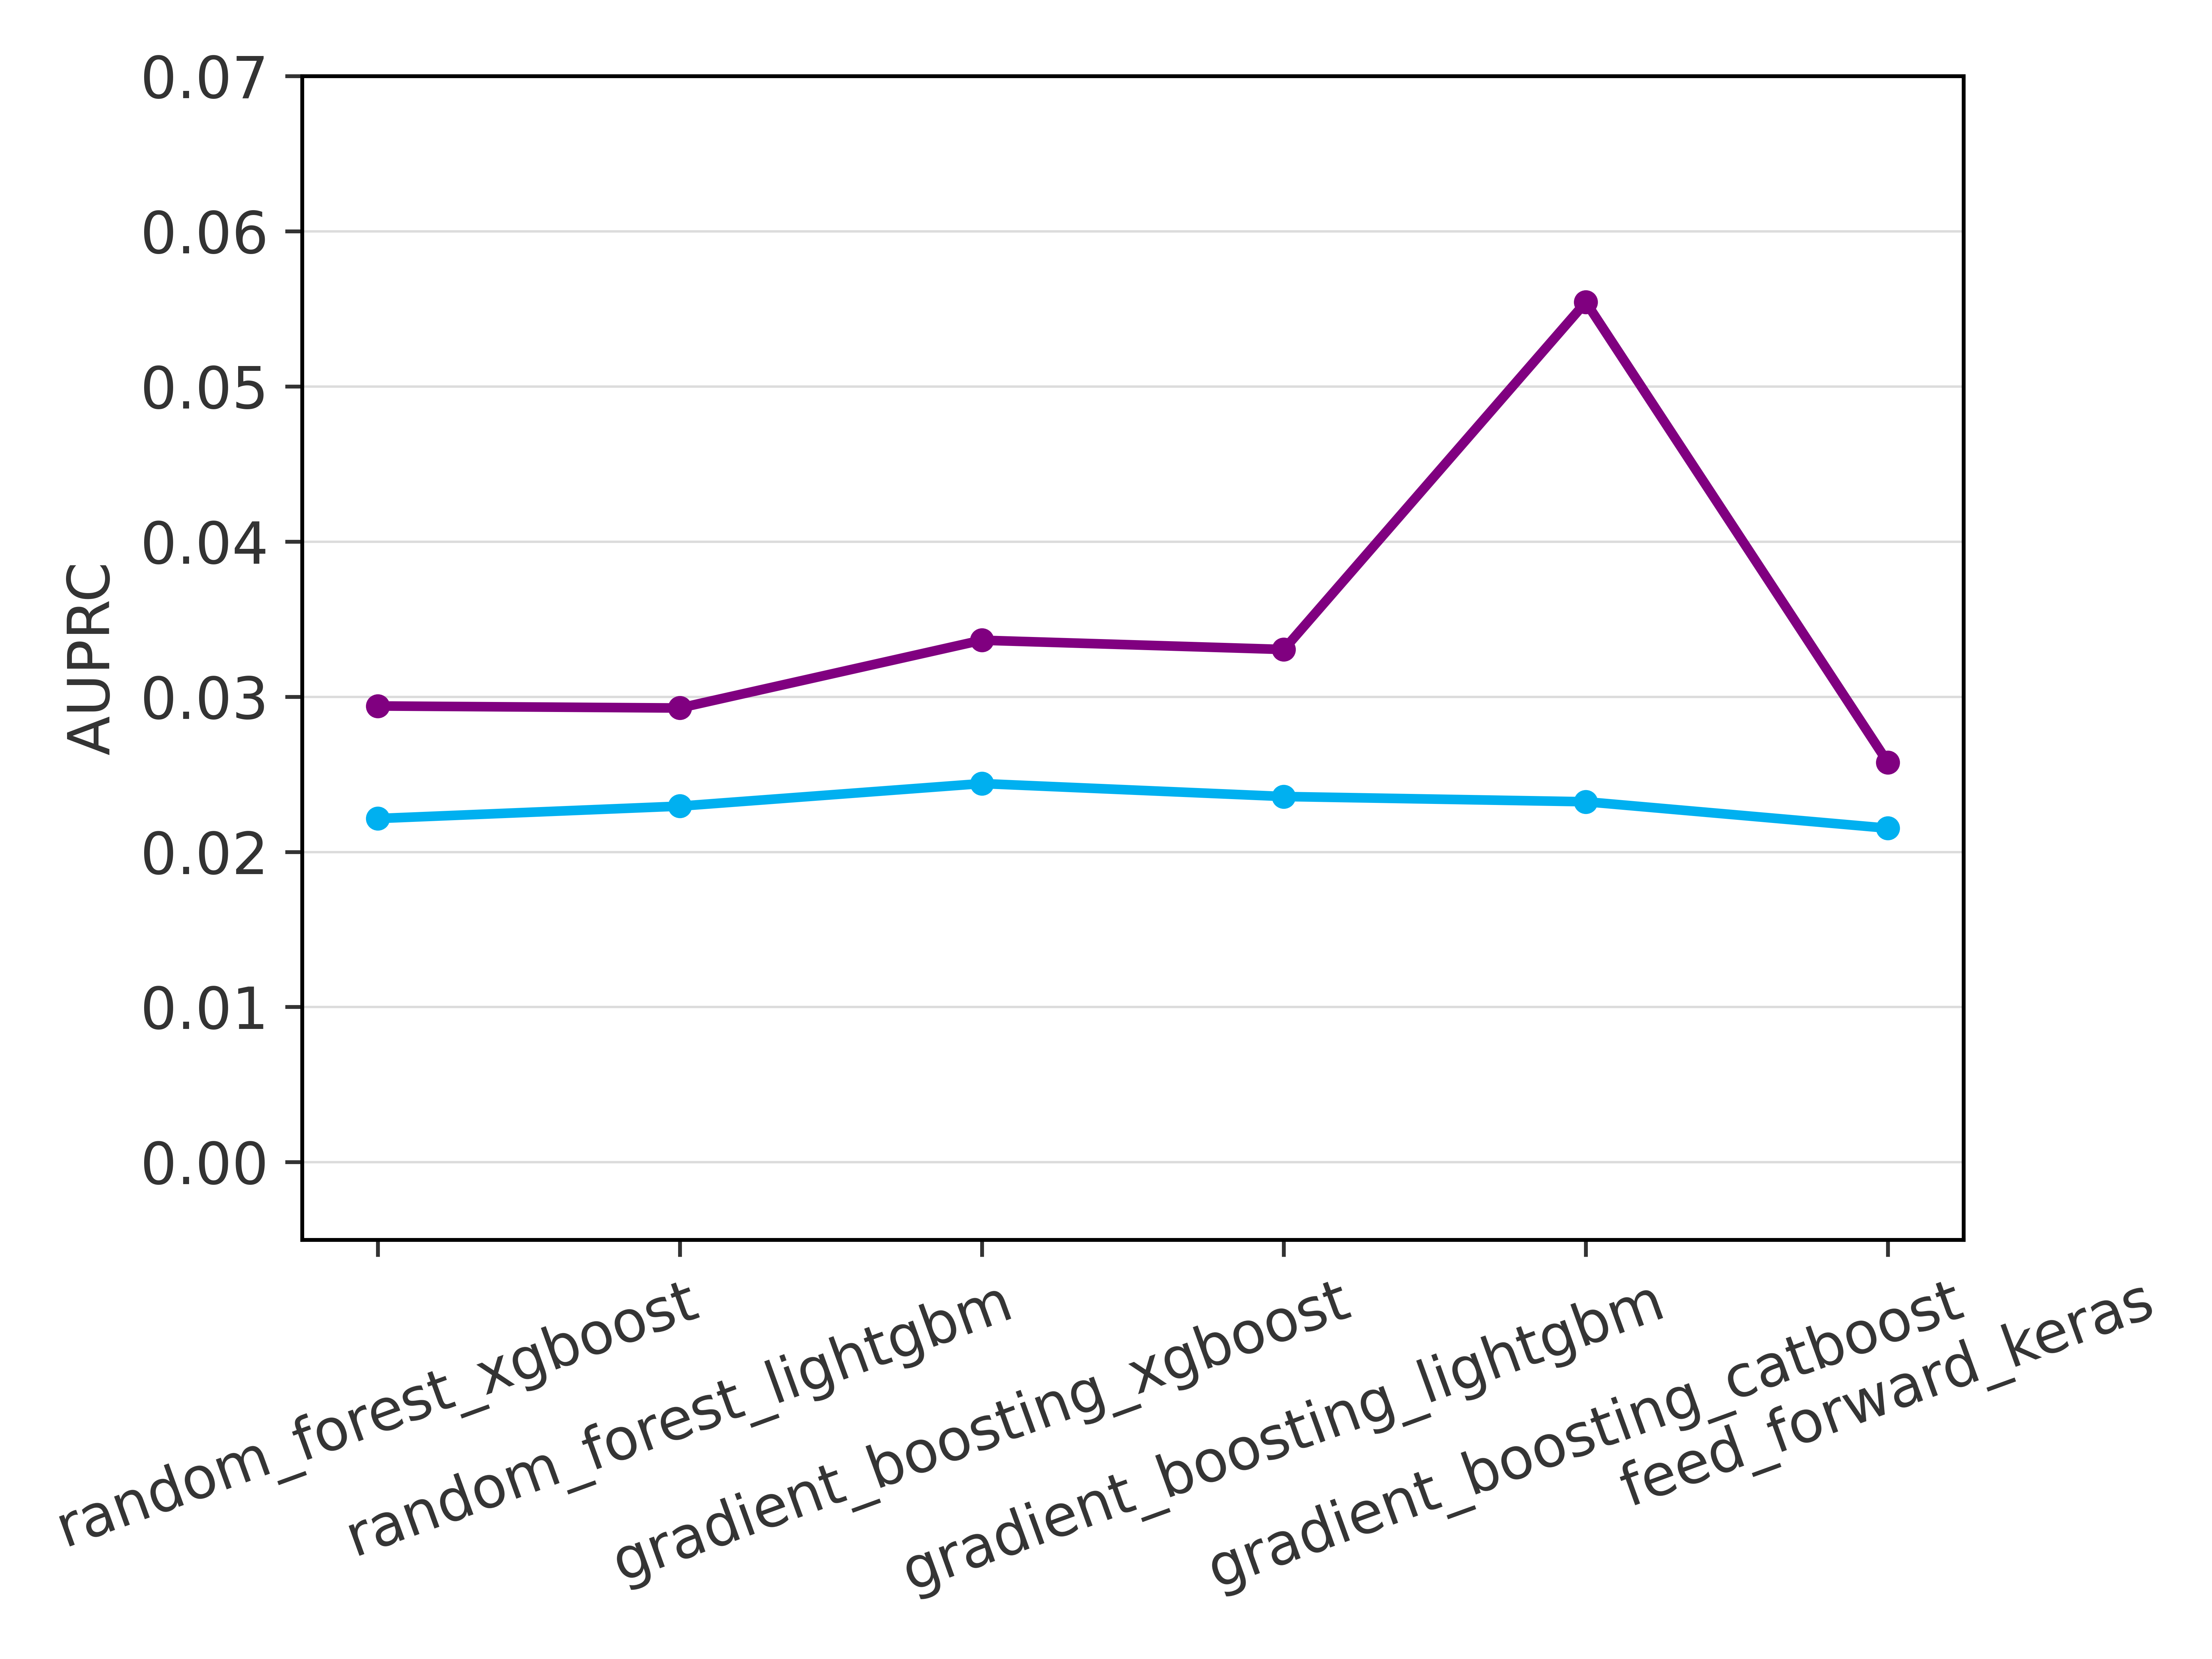 0.07
0.06
0.05
0.04
0.03
0.02
0.01
0.00
AUPRC
random_forest_xgboost
random_forest_lightgbm
gradient_boosting_xgboost
gradient_boosting_lightgbm
gradient_boosting_catboost
feed_forward_keras